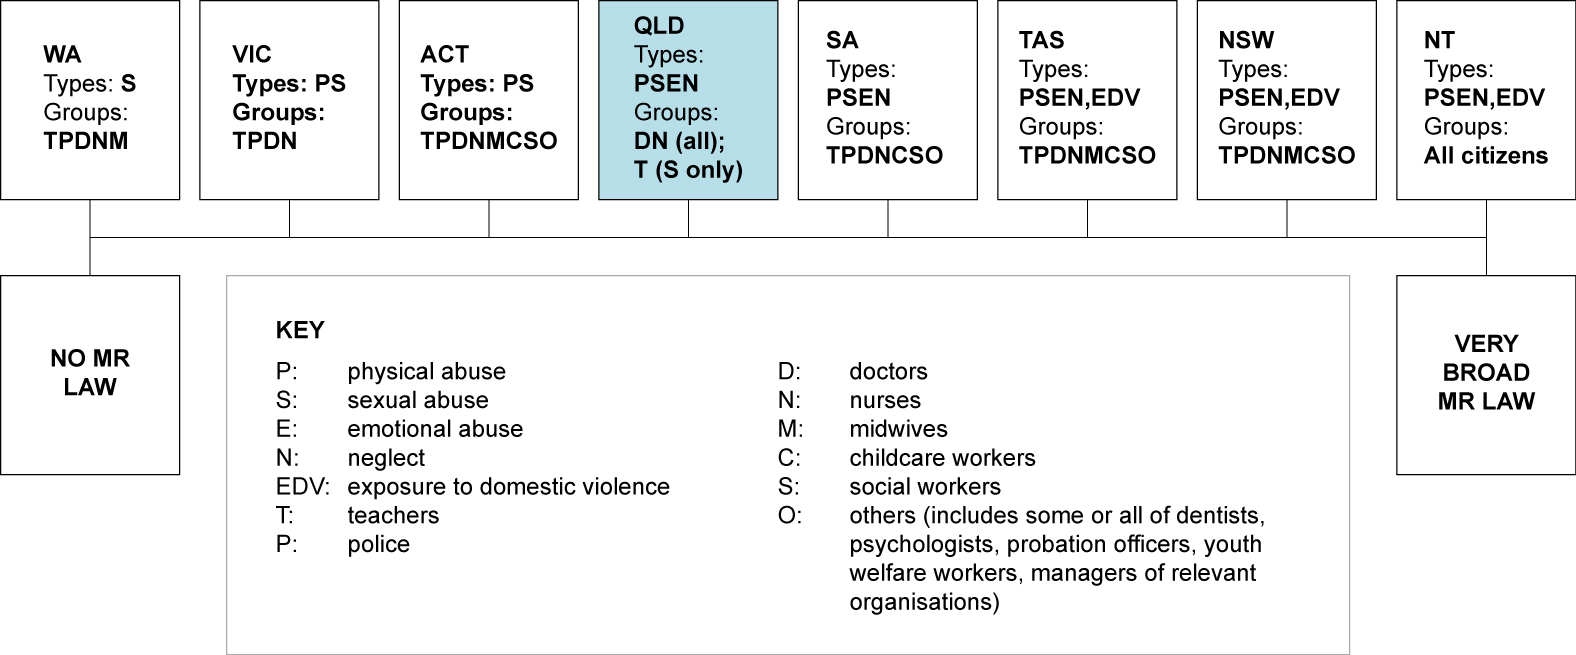 WA
Types: S
Groups:
TPDNM
VIC
Types: PS
Groups:
TPDN
ACT
Types: PS
Groups:
TPDNMCSO
QLD
Types:
PSEN
Groups:
DN (all);
T (S only)
SA
Types:
PSEN
Groups:
TPDNCSO
TAS
Types:
PSEN,EDV
Groups:
TPDNMCSO
NSW
Types:
PSEN,EDV
Groups:
TPDNMCSO
NT
Types:
PSEN,EDV
Groups:
All citizens
NO MR
LAW
KEY
P: physical abuse
S: sexual abuse
E: emotional abuse
N: neglect
EDV: exposure to domestic violence
T: teachers
P: police
D: doctors
N: nurses
M: midwives
C: childcare workers
S: social workers
O: others (includes some or all of dentists,
psychologists, probation officers, youth
welfare workers, managers of relevant
organisations)
VERY
BROAD
MR LAW